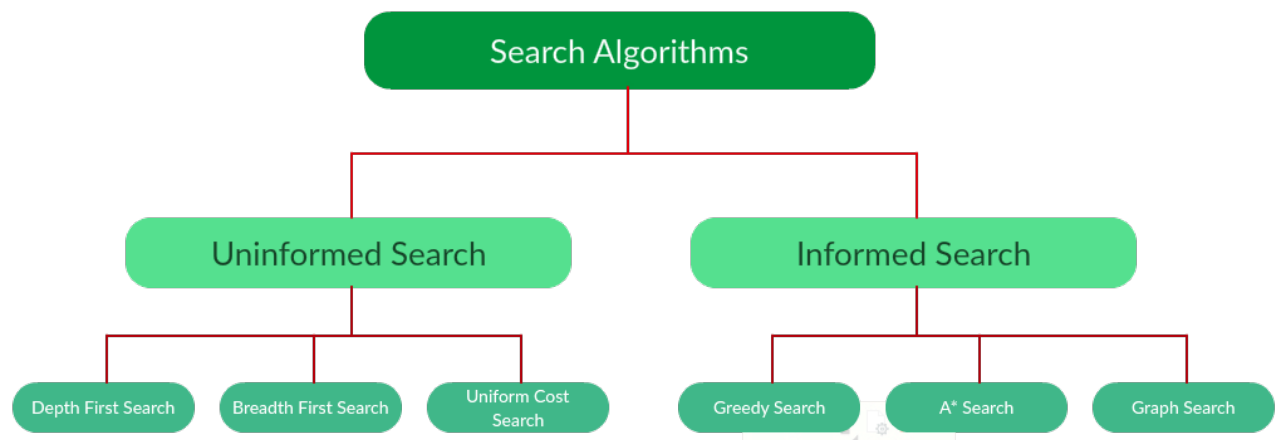 Search Algorithms
Uninformed Search
Informed Search
Depth First Search
Breadth First Search
Uniform Cost
Search
Greedy Search
A* Search
Graph Search